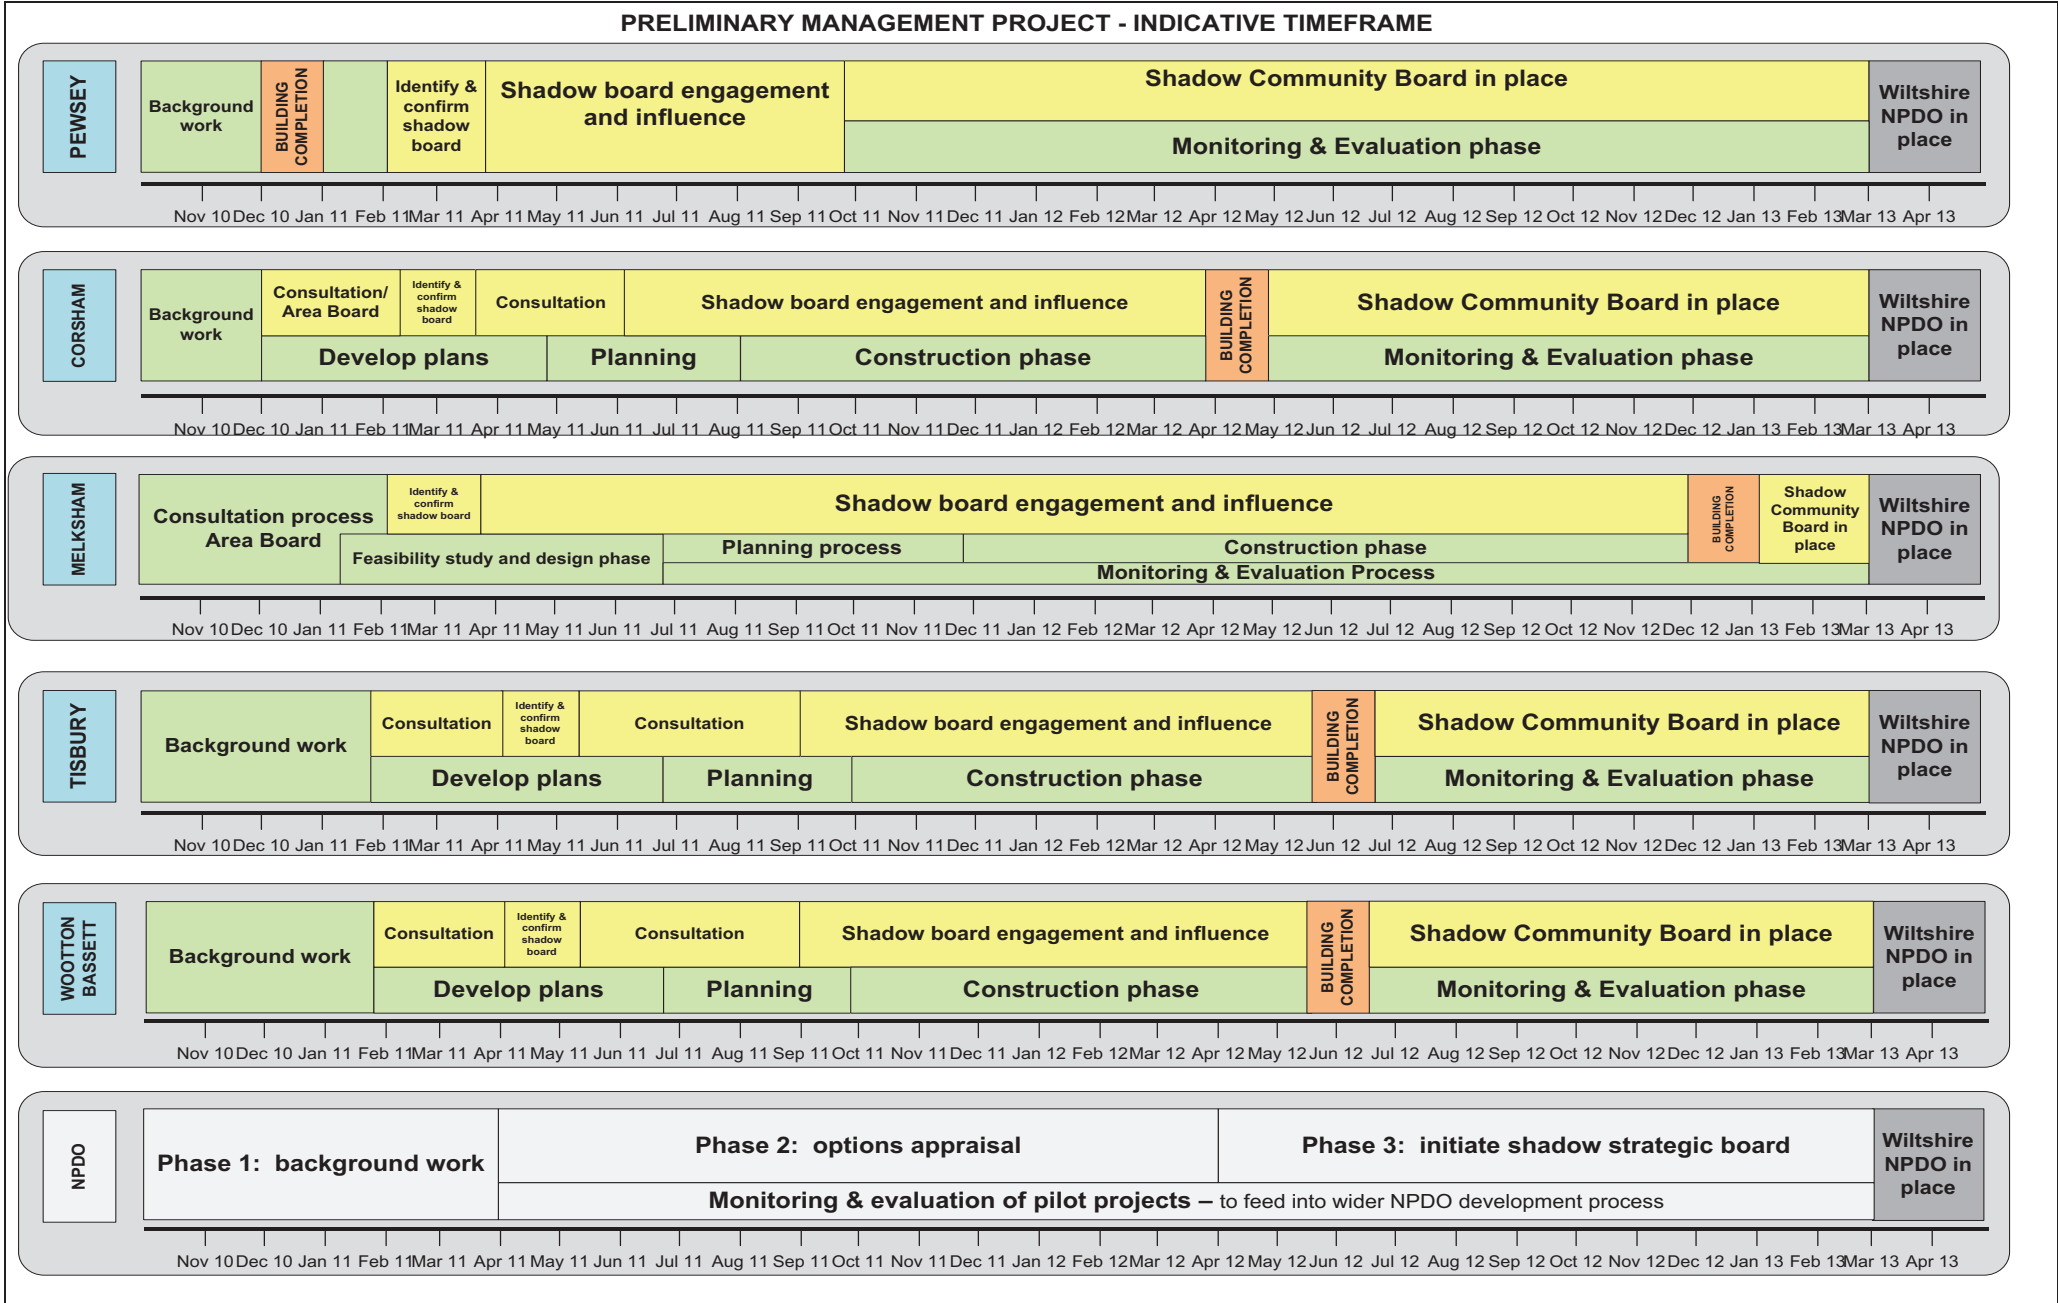 PRELIMINARY MANAGEMENT PROJECT - INDICATIVE TIMEFRAME
PEWSEY
Background
work
BUILDING
COMPLETION
Identify &
confirm
shadow
board
Shadow board engagement
and influence
Shadow Community Board in place
Monitoring & Evaluation phase
Wiltshire
NPDO in
place
Nov 10 Dec 10 Jan 11 Feb 11 Mar 11 Apr 11 May 11 Jun 11 Jul 11 Aug 11 Sep 11 Oct 11 Nov 11 Dec 11 Jan 12 Feb 12 Mar 12 Apr 12 May 12 Jun 12 Jul 12 Aug 12 Sep 12 Oct 12 Nov 12 Dec 12 Jan 13 Feb 13 Mar 13 Apr 13
CORSHAM
Background
work
Consultation/
Area Board
Identify &
confirm
shadow
board
Consultation
Shadow board engagement and influence
Develop plans
Planning
Construction phase
BUILDING
COMPLETION
Shadow Community Board in place
Monitoring & Evaluation phase
Wiltshire
NPDO in
place
Nov 10 Dec 10 Jan 11 Feb 11 Mar 11 Apr 11 May 11 Jun 11 Jul 11 Aug 11 Sep 11 Oct 11 Nov 11 Dec 11 Jan 12 Feb 12 Mar 12 Apr 12 May 12 Jun 12 Jul 12 Aug 12 Sep 12 Oct 12 Nov 12 Dec 12 Jan 13 Feb 13 Mar 13 Apr 13
MELKSHAM
Consultation process
Area Board
Identify &
confirm
shadow board
Shadow board engagement and influence
Feasibility study and design phase
Planning process
Construction phase
Monitoring & Evaluation Process
BUILDING
COMPLETION
Shadow
Community
Board in
place
Wiltshire
NPDO in
place
Nov 10 Dec 10 Jan 11 Feb 11 Mar 11 Apr 11 May 11 Jun 11 Jul 11 Aug 11 Sep 11 Oct 11 Nov 11 Dec 11 Jan 12 Feb 12 Mar 12 Apr 12 May 12 Jun 12 Jul 12 Aug 12 Sep 12 Oct 12 Nov 12 Dec 12 Jan 13 Feb 13 Mar 13 Apr 13
TISBURY
Background work
Consultation
Identify &
confirm
shadow
board
Consultation
Shadow board engagement and influence
Develop plans
Planning
Construction phase
BUILDING
COMPLETION
Shadow Community Board in place
Monitoring & Evaluation phase
Wiltshire
NPDO in
place
Nov 10 Dec 10 Jan 11 Feb 11 Mar 11 Apr 11 May 11 Jun 11 Jul 11 Aug 11 Sep 11 Oct 11 Nov 11 Dec 11 Jan 12 Feb 12 Mar 12 Apr 12 May 12 Jun 12 Jul 12 Aug 12 Sep 12 Oct 12 Nov 12 Dec 12 Jan 13 Feb 13 Mar 13 Apr 13
WOOTTON
BASSETT
Background work
Consultation
Identify &
confirm
shadow
board
Consultation
Shadow board engagement and influence
Develop plans
Planning
Construction phase
BUILDING
COMPLETION
Shadow Community Board in place
Monitoring & Evaluation phase
Wiltshire
NPDO in
place
Nov 10 Dec 10 Jan 11 Feb 11 Mar 11 Apr 11 May 11 Jun 11 Jul 11 Aug 11 Sep 11 Oct 11 Nov 11 Dec 11 Jan 12 Feb 12 Mar 12 Apr 12 May 12 Jun 12 Jul 12 Aug 12 Sep 12 Oct 12 Nov 12 Dec 12 Jan 13 Feb 13 Mar 13 Apr 13
NPDO
Phase 1: background work
Phase 2: options appraisal
Phase 3: initiate shadow strategic board
Monitoring & evaluation of pilot projects – to feed into wider NPDO development process
Wiltshire
NPDO in
place
Nov 10 Dec 10 Jan 11 Feb 11 Mar 11 Apr 11 May 11 Jun 11 Jul 11 Aug 11 Sep 11 Oct 11 Nov 11 Dec 11 Jan 12 Feb 12 Mar 12 Apr 12 May 12 Jun 12 Jul 12 Aug 12 Sep 12 Oct 12 Nov 12 Dec 12 Jan 13 Feb 13 Mar 13 Apr 13